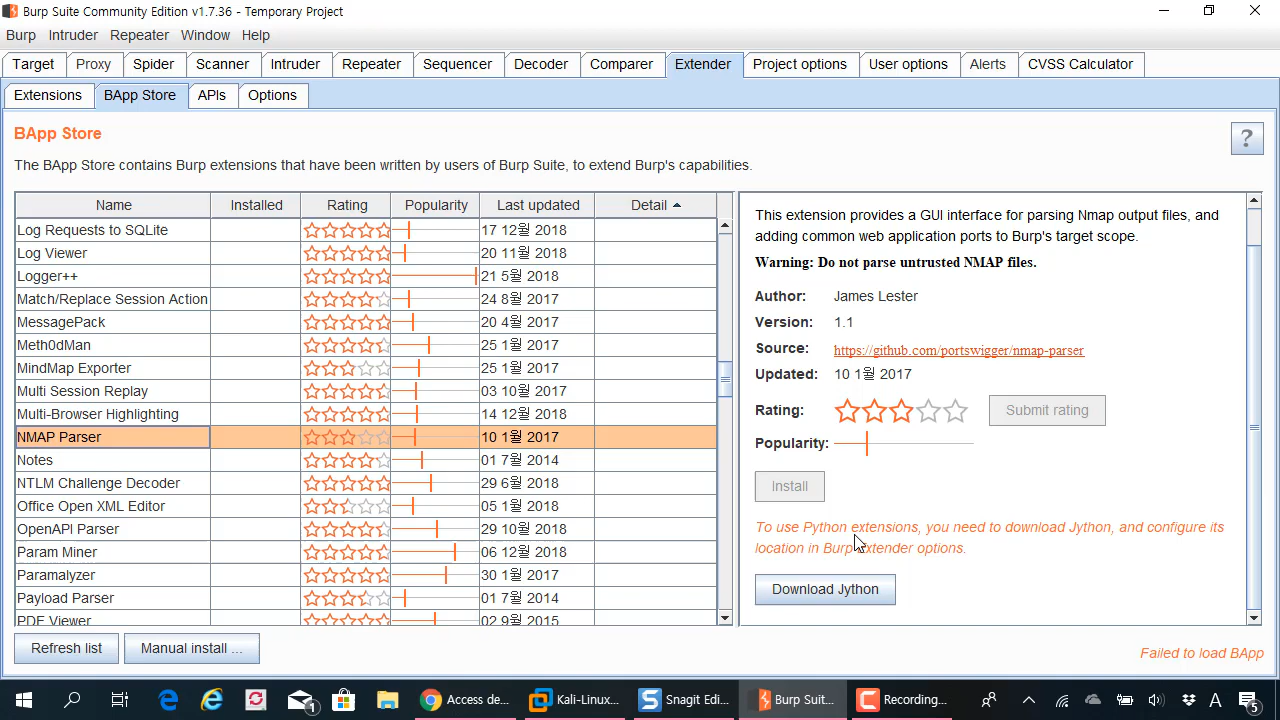 Burp Suite Community Edition v1.7.36 - Temporary Project
Burp Intruder Repeater Window Help
Target Proxy Spider Scanner Intruder Repeater Sequencer Decoder Comparer Extender Project options User options Alerts CVSS Calculator
Extensions BApp Store APIs Options
BApp Store
?
The BApp Store contains Burp extensions that have been written by users of Burp Suite, to extend Burp's capabilities.
Name Installed Rating Popularity Last updated Detail
Log Requests to SQLite 17 12월 2018
Log Viewer 20 11월 2018
Logger++ 21 5월 2018
Match/Replace Session Action 24 8월 2017
MessagePack 20 4월 2017
Meth0dMan 25 1월 2017
MindMap Exporter 25 1월 2017
Multi Session Replay 03 10월 2017
Multi-Browser Highlighting 14 12월 2018
NMAP Parser 10 1월 2017
Notes 01 7월 2014
NTLM Challenge Decoder 29 6월 2018
Office Open XML Editor 05 1월 2018
OpenAPI Parser 29 10월 2018
Param Miner 06 12월 2018
Paramalyzer 30 1월 2017
Payload Parser 01 7월 2014
PDF Viewer 02 9월 2015
This extension provides a GUI interface for parsing Nmap output files, and
adding common web application ports to Burp's target scope.
Warning: Do not parse untrusted NMAP files.
Author: James Lester
Version: 1.1
Source: https://github.com/portswigger/nmap-parser
Updated: 10 1월 2017
Rating: Submit rating
Popularity:
Install
To use Python extensions, you need to download Jython, and configure its
location in Burp Extender options.
Download Jython
Refresh list Manual install ...
Failed to load BApp
1 Access de... Kali-Linux... Snagit Edi... Burp Suit... Recording... A 5